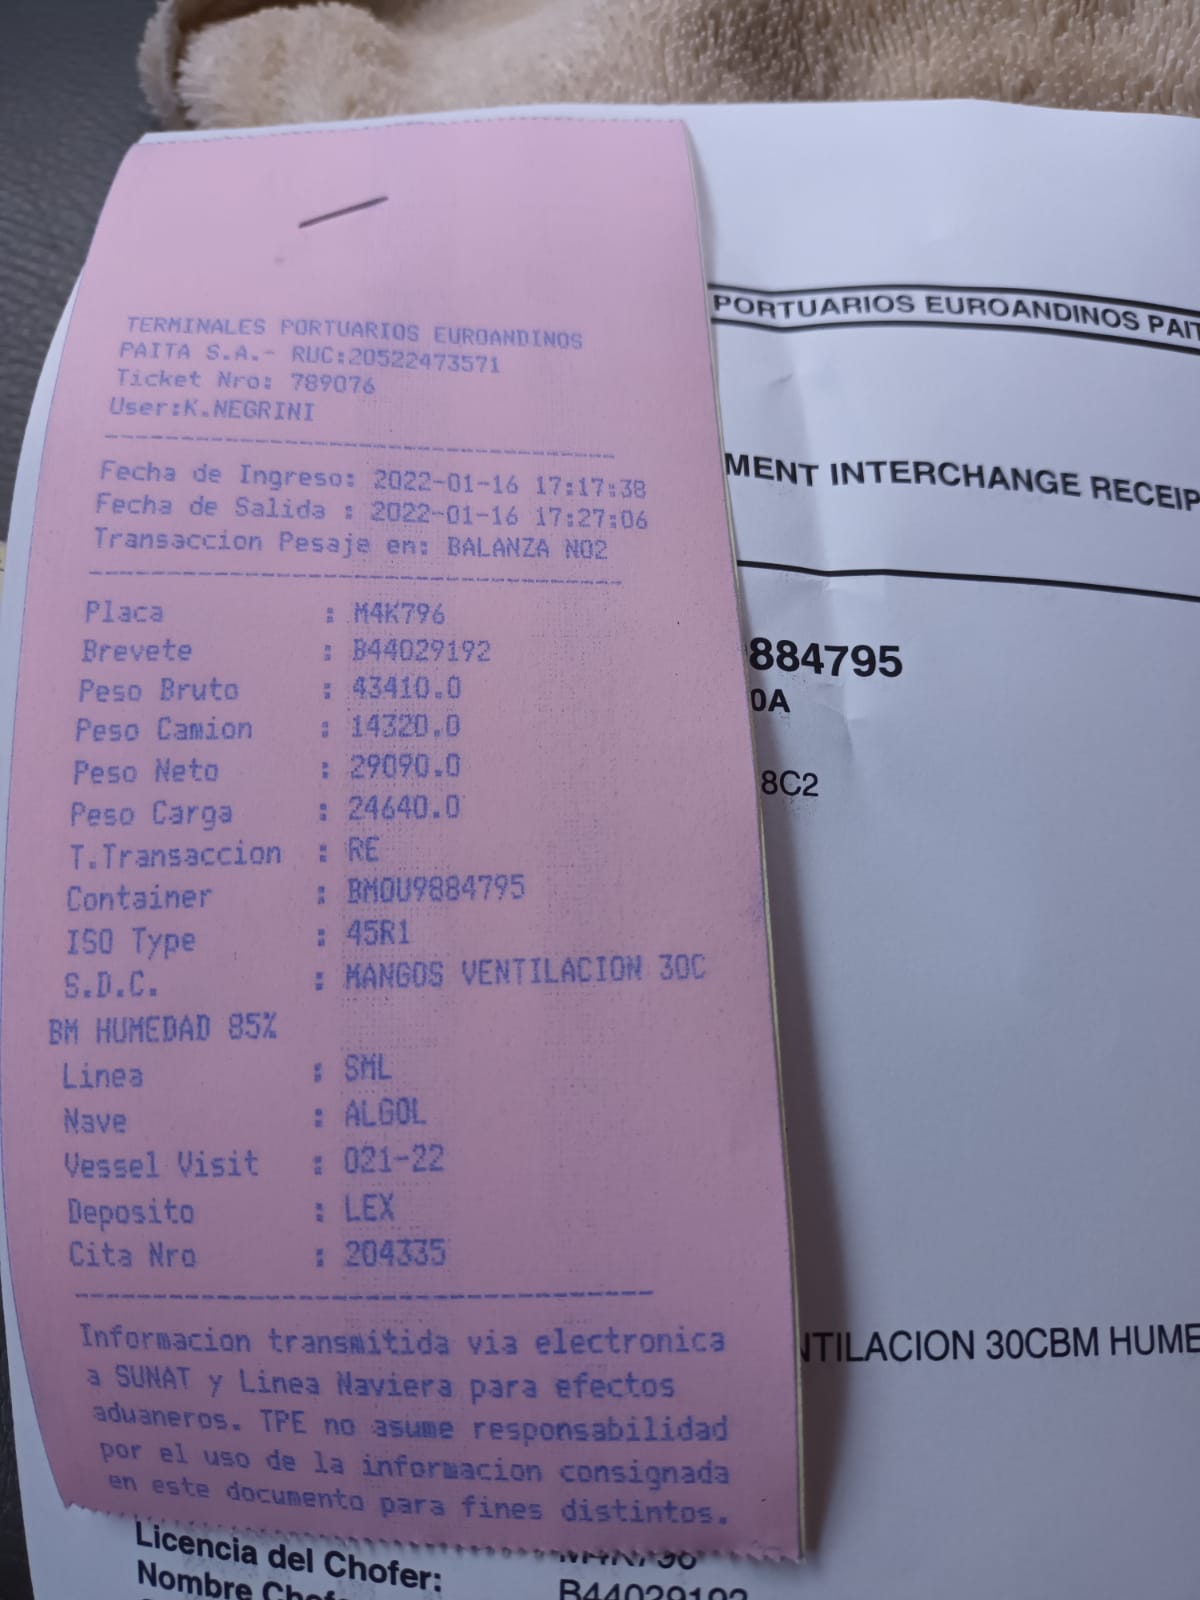 TERMINALES PORTUARIOS EUROANDINOS
PAITA S.A.- RUC:20522473571
Ticket Nro: 789076
User:K.NEGRINI
Fecha de Ingreso: 2022-01-16 17:17:38
Fecha de Salida : 2022-01-16 17:27:06
Transaccion Pesaje en: BALANZA N02
Placa : M4K796
Brevete : B44029192
Peso Bruto : 43410.0
Peso Camion : 14320.0
Peso Neto : 29090.0
Peso Carga : 24640.0
T.Transaccion : RE
Container : BMOU9884795
ISO Type : 45R1
S.D.C. : MANGOS VENTILACION 30C
BM HUMEDAD 85%
Linea : SML
Nave : ALGOL
Vessel Visit : 021-22
Deposito : LEX
Cita Nro : 204335
Informacion transmitida via electronica
a SUNAT y Linea Naviera para efectos
aduaneros. TPE no asume responsabilidad
por el uso de la informacion consignada
en este documento para fines distintos.
PORTUARIOS EUROANDINOS PAIT
MENT INTERCHANGE RECEIP
884795
0A
8C2
NTILACION 30CBM HUME
Licencia del Chofer: M4K796
Nombre Chofe B44029192